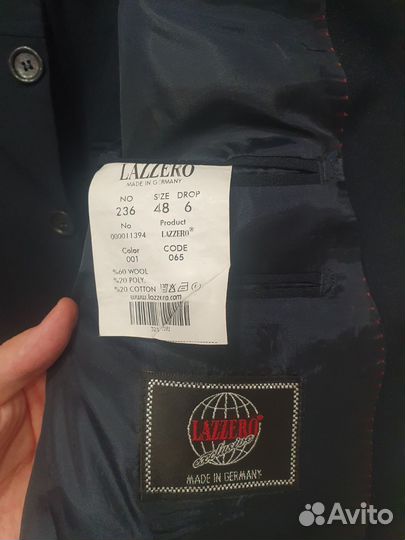 LAZZERO
MADE IN GERMANY
NO SIZE DROP
236 48 6
No Product
000011394 LAZZERO®
Color CODE
001 065
%60 WOOL
%20 POLY.
%20 COTTON
www.lazzero.com
LAZZERO
exclusive
MADE IN GERMANY
Avito